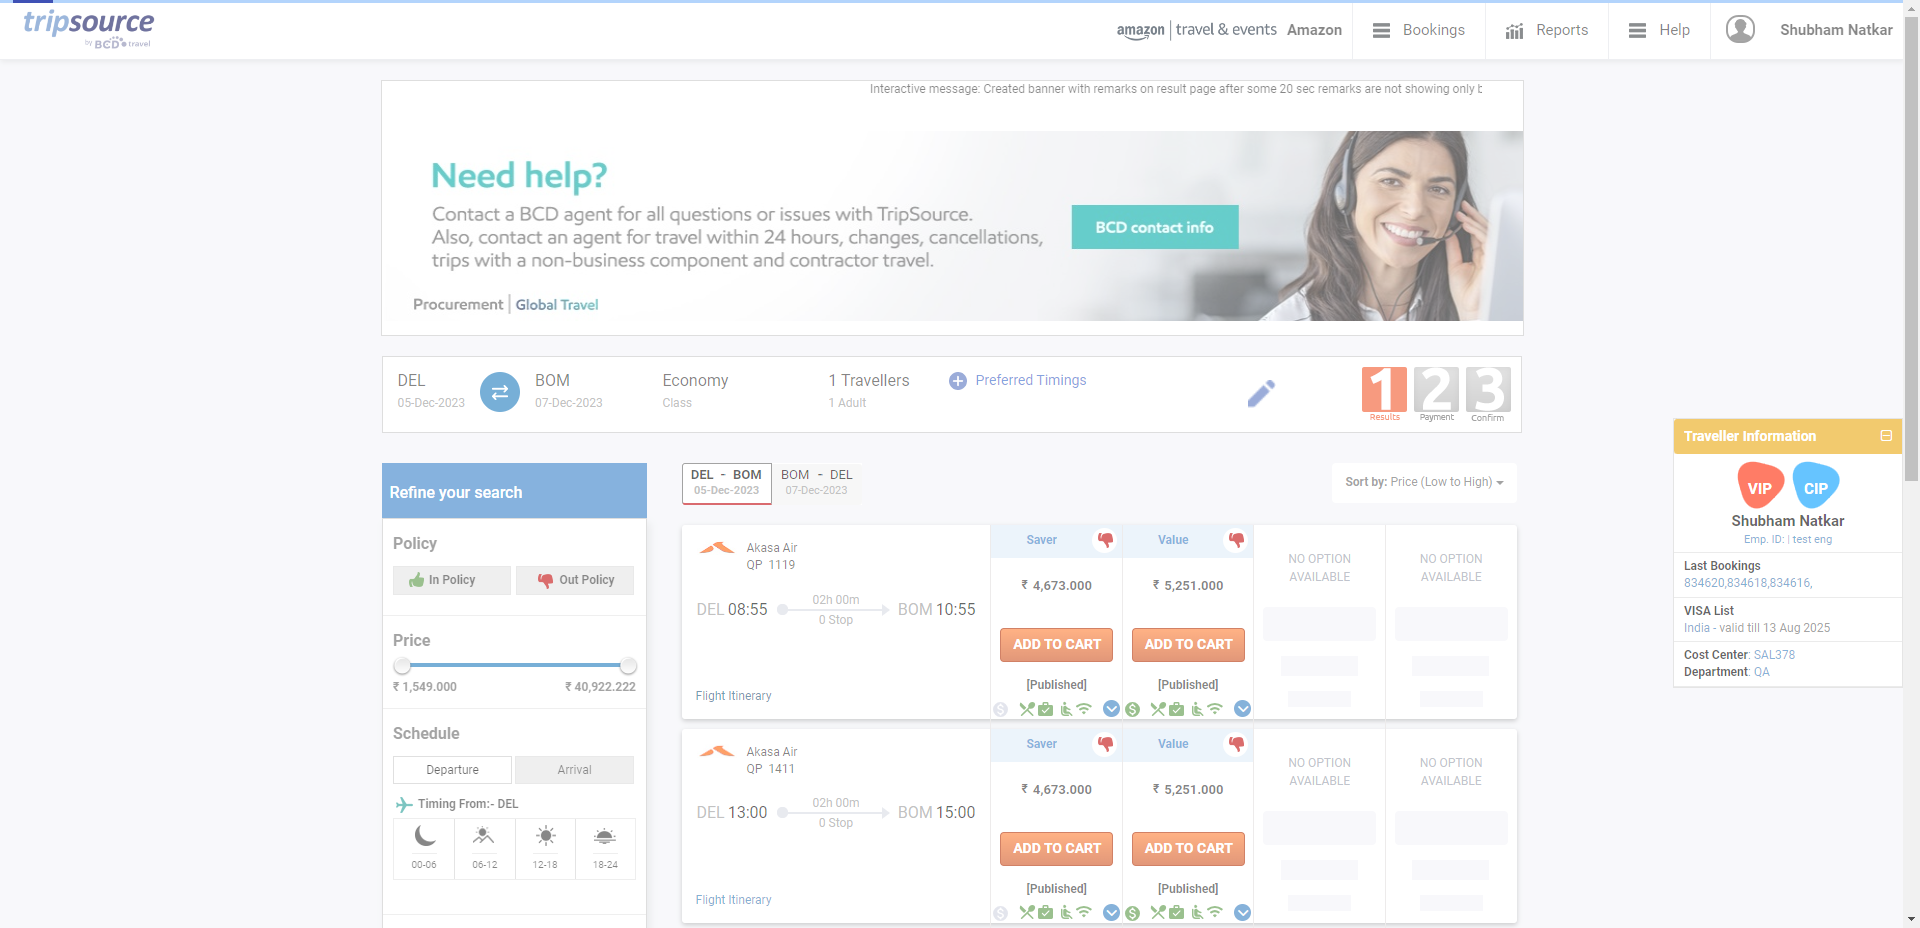 tripsource
by BCD travel
amazon | travel & events Amazon
Bookings
Reports
Help
Shubham Natkar
Interactive message: Created banner with remarks on result page after some 20 sec remarks are not showing only
Need help?
Contact a BCD agent for all questions or issues with TripSource.
Also, contact an agent for travel within 24 hours, changes, cancellations,
trips with a non-business component and contractor travel.
BCD contact info
Procurement | Global Travel
DEL
05-Dec-2023
BOM
07-Dec-2023
Economy
Class
1 Travellers
1 Adult
Preferred Timings
1 2 3
Results Payment Confirm
Traveller Information
VIP CIP
Shubham Natkar
Emp. ID: | test eng
Last Bookings
834620,834618,834616,
VISA List
India - valid till 13 Aug 2025
Cost Center: SAL378
Department: QA
Refine your search
Policy
In Policy
Out Policy
Price
₹ 1,549.000
₹ 40,922.222
Schedule
Departure
Arrival
Timing From:- DEL
00-06 06-12 12-18 18-24
DEL - BOM
05-Dec-2023
BOM - DEL
07-Dec-2023
Sort by: Price (Low to High)
Akasa Air
QP 1119
DEL 08:55
02h 00m
0 Stop
BOM 10:55
Flight Itinerary
Saver
₹ 4,673.000
ADD TO CART
[Published]
Value
₹ 5,251.000
ADD TO CART
[Published]
NO OPTION
AVAILABLE
NO OPTION
AVAILABLE
Akasa Air
QP 1411
DEL 13:00
02h 00m
0 Stop
BOM 15:00
Flight Itinerary
Saver
₹ 4,673.000
ADD TO CART
[Published]
Value
₹ 5,251.000
ADD TO CART
[Published]
NO OPTION
AVAILABLE
NO OPTION
AVAILABLE